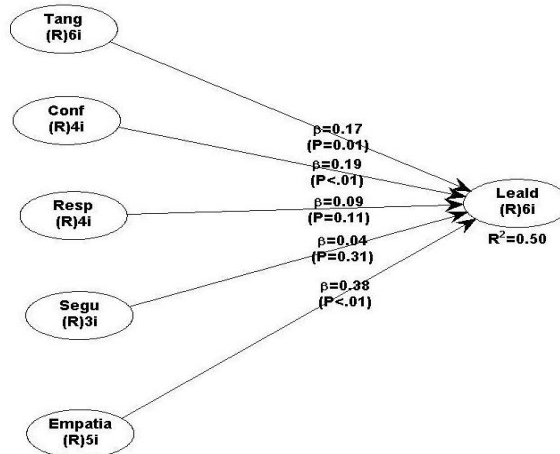 Tang
(R)6i
Conf
(R)4i
Resp
(R)4i
Segu
(R)3i
Empatia
(R)5i
β=0.17
(P=0.01)
β=0.19
(P<.01)
β=0.09
(P=0.11)
β=0.04
(P=0.31)
β=0.38
(P<.01)
Leald
(R)6i
R²=0.50